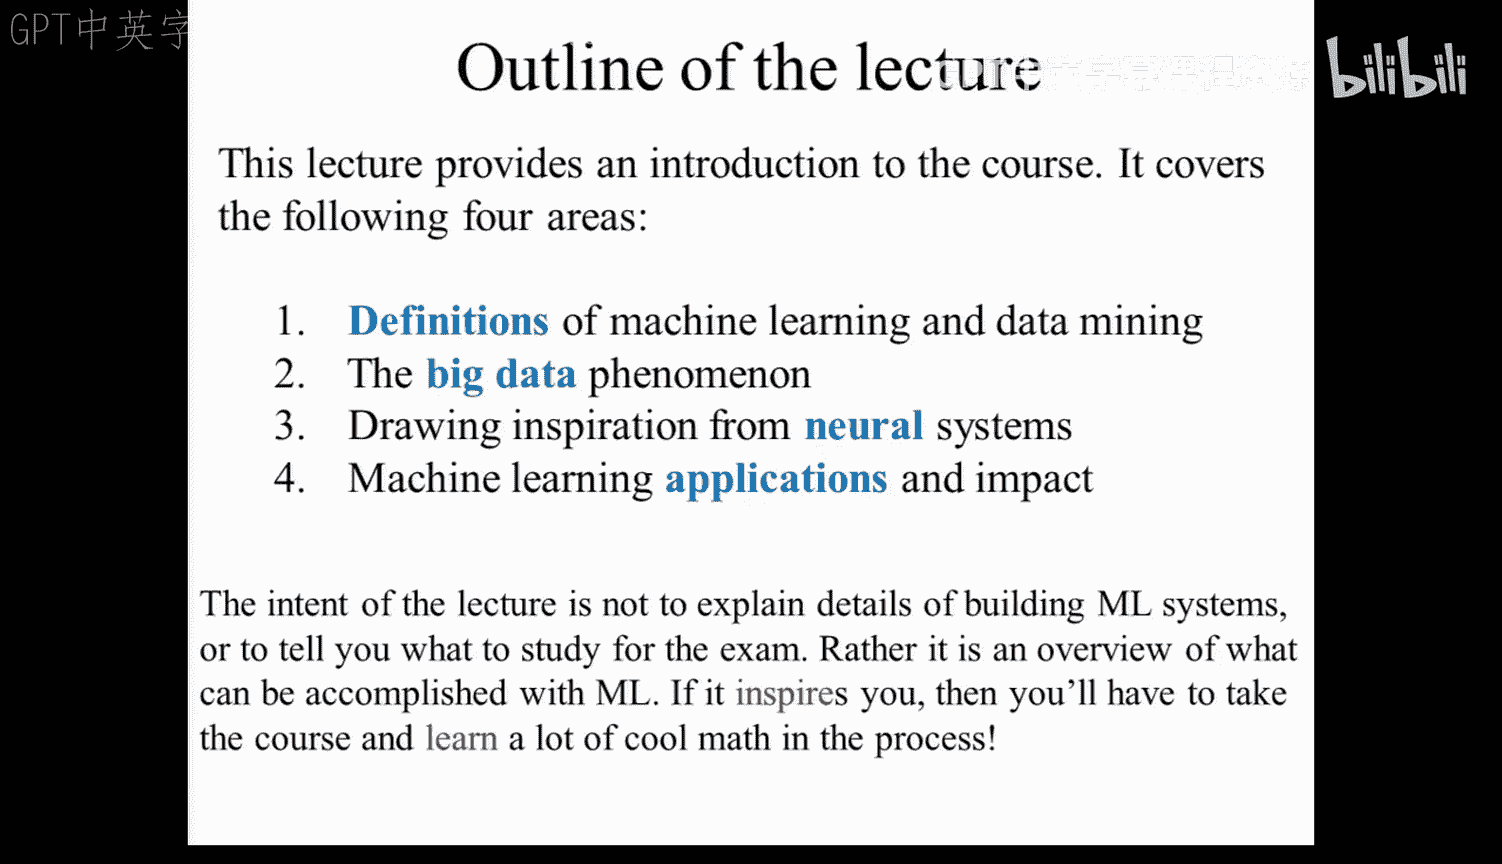 GPT中英字
Outline of the lecture
bilibili
This lecture provides an introduction to the course. It covers
the following four areas:
1. Definitions of machine learning and data mining
2. The big data phenomenon
3. Drawing inspiration from neural systems
4. Machine learning applications and impact
The intent of the lecture is not to explain details of building ML systems,
or to tell you what to study for the exam. Rather it is an overview of what
can be accomplished with ML. If it inspires you, then you’ll have to take
the course and learn a lot of cool math in the process!